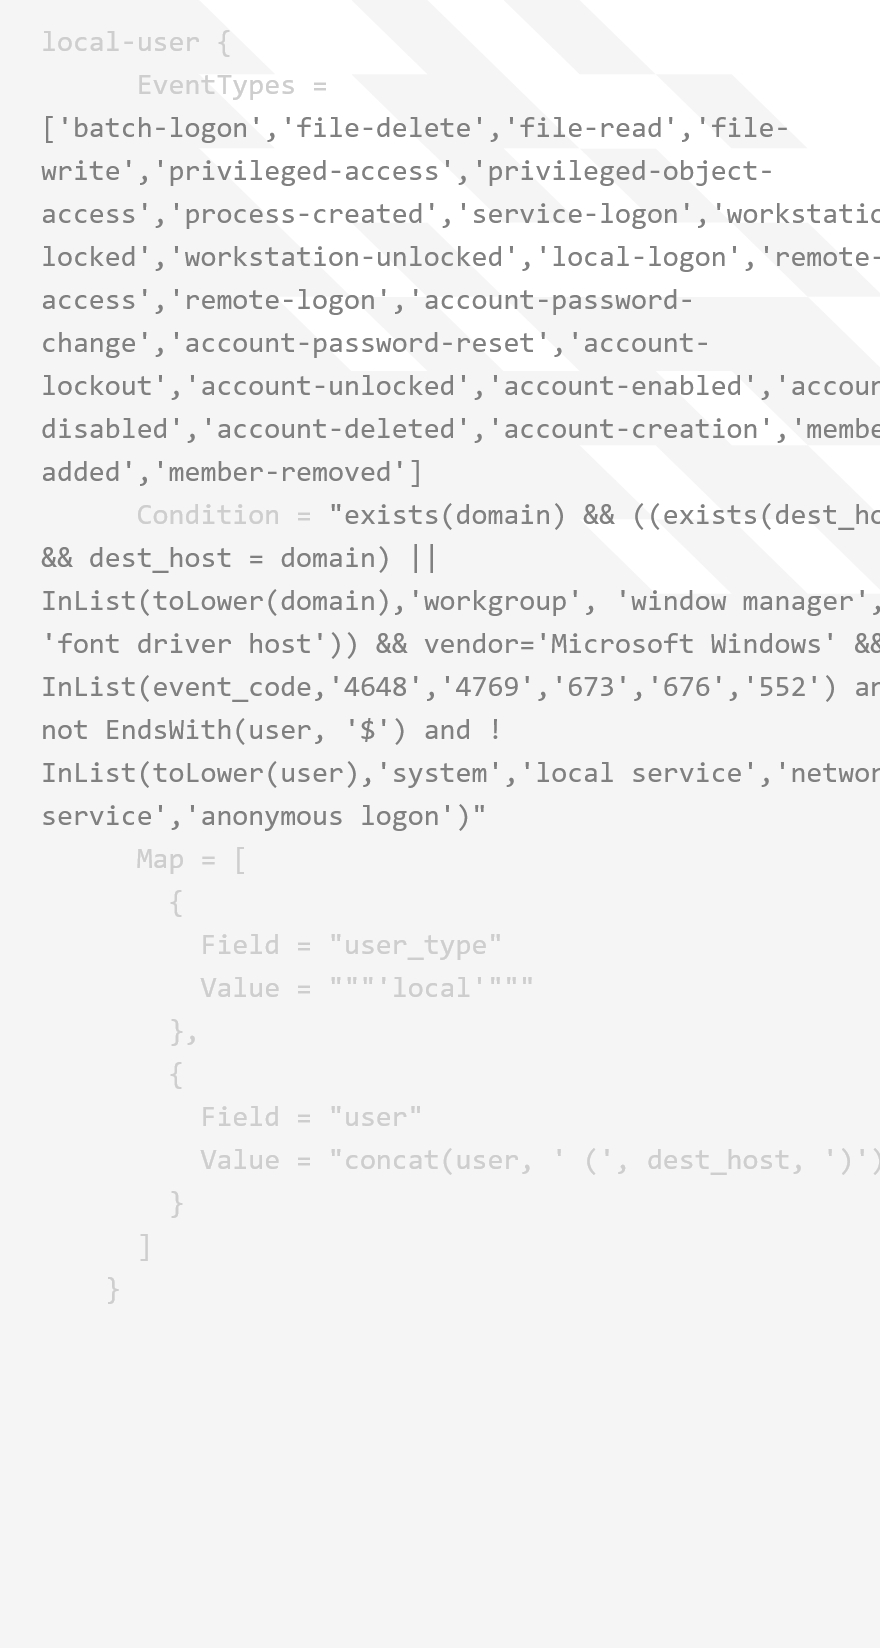 local-user {
EventTypes =
['batch-logon','file-delete','file-read','file-
write','privileged-access','privileged-object-
access','process-created','service-logon','workstatio
locked','workstation-unlocked','local-logon','remote-
access','remote-logon','account-password-
change','account-password-reset','account-
lockout','account-unlocked','account-enabled','accoun
disabled','account-deleted','account-creation','membe
added','member-removed']
Condition = "exists(domain) && ((exists(dest_ho
&& dest_host = domain) ||
InList(toLower(domain),'workgroup', 'window manager',
'font driver host')) && vendor='Microsoft Windows' &&
InList(event_code,'4648','4769','673','676','552') an
not EndsWith(user, '$') and !
InList(toLower(user),'system','local service','networ
service','anonymous logon')"
Map = [
{
Field = "user_type"
Value = """'local'"""
},
{
Field = "user"
Value = "concat(user, ' (', dest_host, ')')
}
]
}